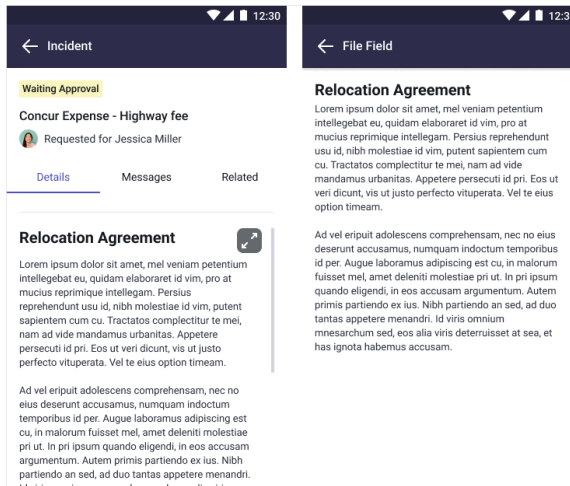 12:30
Incident
Waiting Approval
Concur Expense - Highway fee
Requested for Jessica Miller
Details Messages Related
Relocation Agreement
Lorem ipsum dolor sit amet, mel veniam petentium
intellegebat eu, quidam elaboraret id vim, pro at
mucius reprimique intellegam. Persius
reprehendunt usu id, nibh molestiae id vim, putent
sapientem cum cu. Tractatos complectitur te mei,
nam ad vide mandamus urbanitas. Appetere
persecuti id pri. Eos ut veri dicunt, vis ut justo
perfecto vituperata. Vel te eius option timeam.
Ad vel eripuit adolescens comprehensam, nec no
eius deserunt accusamus, numquam indoctum
temporibus id per. Augue laboramus adipiscing est
cu, in malorum fuisset mel, amet deleniti molestiae
pri ut. In pri ipsum quando eligendi, in eos accusam
argumentum. Autem primis partiendo ex ius. Nibh
partiendo an sed, ad duo tantas appetere menandri.
12:3
File Field
Relocation Agreement
Lorem ipsum dolor sit amet, mel veniam petentium
intellegebat eu, quidam elaboraret id vim, pro at
mucius reprimique intellegam. Persius reprehendunt
usu id, nibh molestiae id vim, putent sapientem cum
cu. Tractatos complectitur te mei, nam ad vide
mandamus urbanitas. Appetere persecuti id pri. Eos ut
veri dicunt, vis ut justo perfecto vituperata. Vel te eius
option timeam.
Ad vel eripuit adolescens comprehensam, nec no eius
deserunt accusamus, numquam indoctum temporibus
id per. Augue laboramus adipiscing est cu, in malorum
fuisset mel, amet deleniti molestiae pri ut. In pri ipsum
quando eligendi, in eos accusam argumentum. Autem
primis partiendo ex ius. Nibh partiendo an sed, ad duo
tantas appetere menandri. Id viris omnium
mnesarchum sed, eos alia viris deterruisset at sea, et
has ignota habemus accusam.